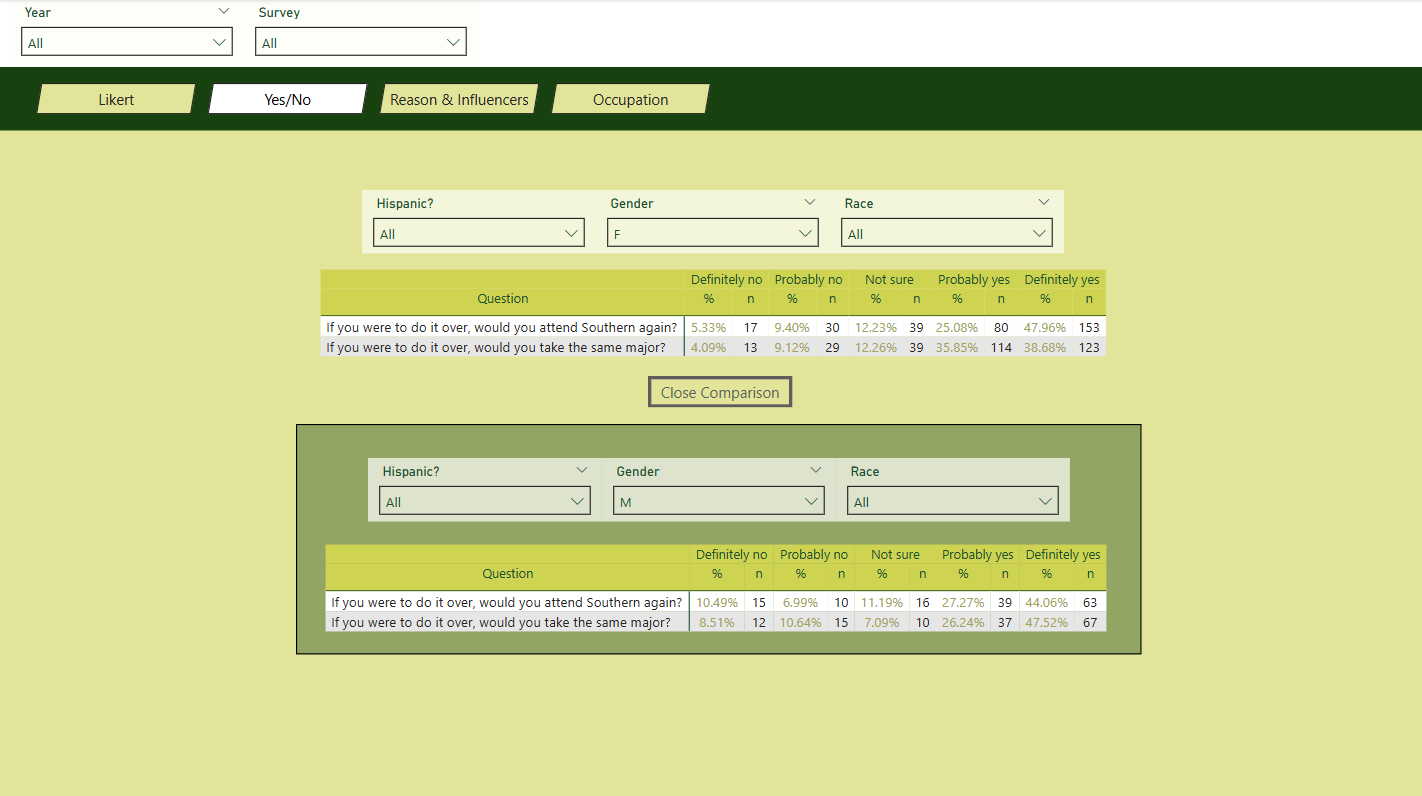 Year Survey
All All
Likert Yes/No Reason & Influencers Occupation
Hispanic? Gender Race
All F All
Definitely no Probably no Not sure Probably yes Definitely yes
Question % n % n % n % n % n
If you were to do it over, would you attend Southern again? 5.33% 17 9.40% 30 12.23% 39 25.08% 80 47.96% 153
If you were to do it over, would you take the same major? 4.09% 13 9.12% 29 12.26% 39 35.85% 114 38.68% 123
Close Comparison
Hispanic? Gender Race
All M All
Definitely no Probably no Not sure Probably yes Definitely yes
Question % n % n % n % n % n
If you were to do it over, would you attend Southern again? 10.49% 15 6.99% 10 11.19% 16 27.27% 39 44.06% 63
If you were to do it over, would you take the same major? 8.51% 12 10.64% 15 7.09% 10 26.24% 37 47.52% 67